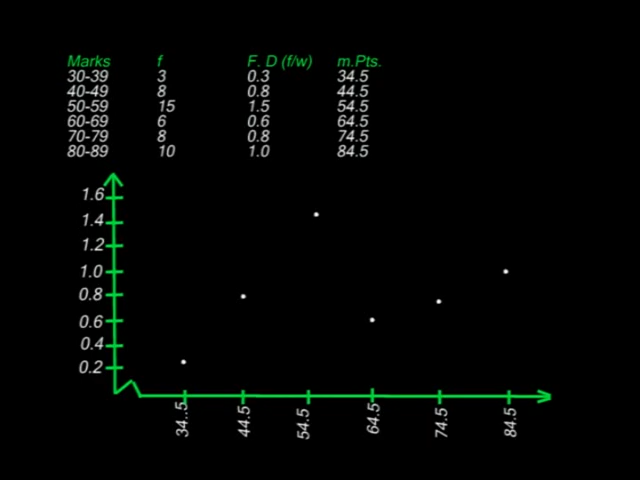 Marks f F. D (f/w) m.Pts.
30-39 3 0.3 34.5
40-49 8 0.8 44.5
50-59 15 1.5 54.5
60-69 6 0.6 64.5
70-79 8 0.8 74.5
80-89 10 1.0 84.5
1.6
1.4
1.2
1.0
0.8
0.6
0.4
0.2
34..5 44.5 54.5 64.5 74.5 84.5